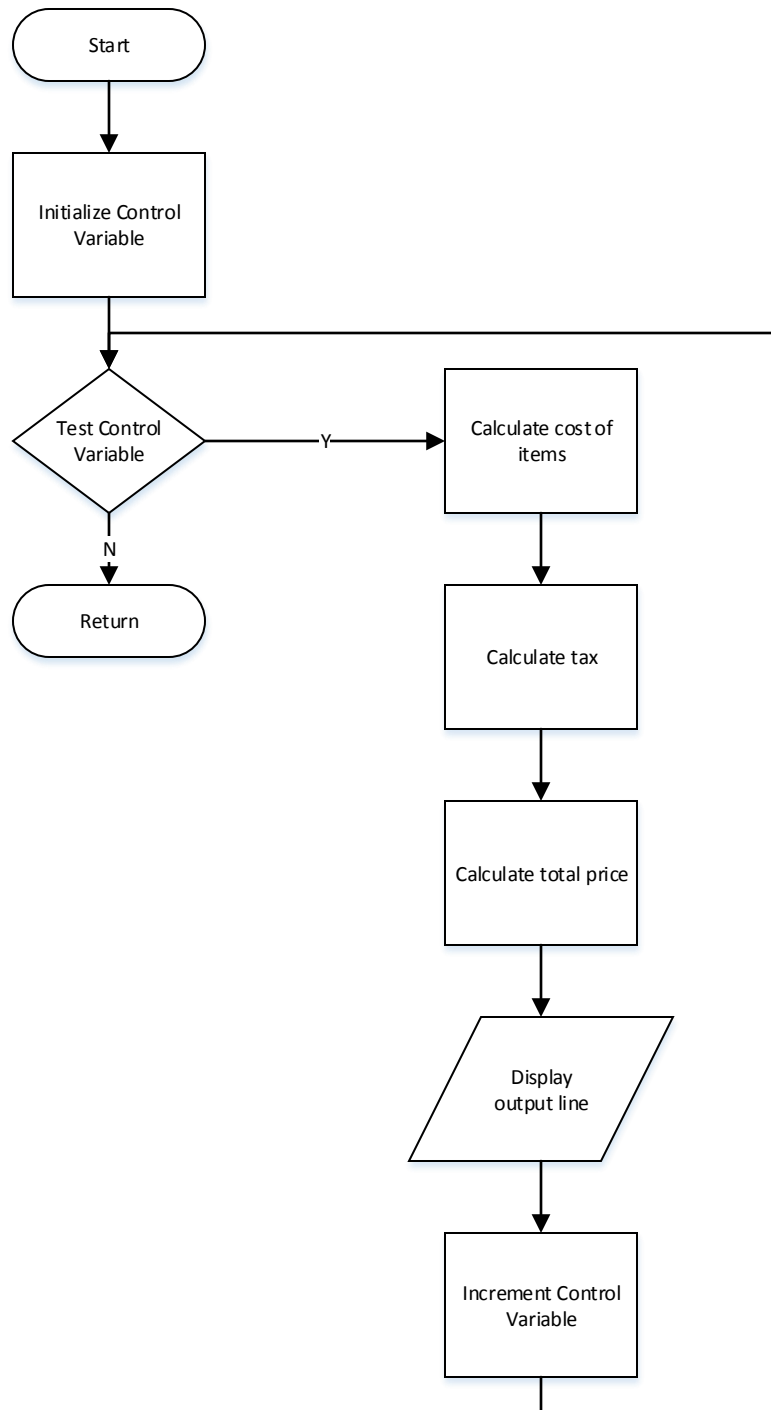 Start
Initialize Control
Variable
Test Control
Variable
Y
N
Return
Calculate cost of
items
Calculate tax
Calculate total price
Display
output line
Increment Control
Variable